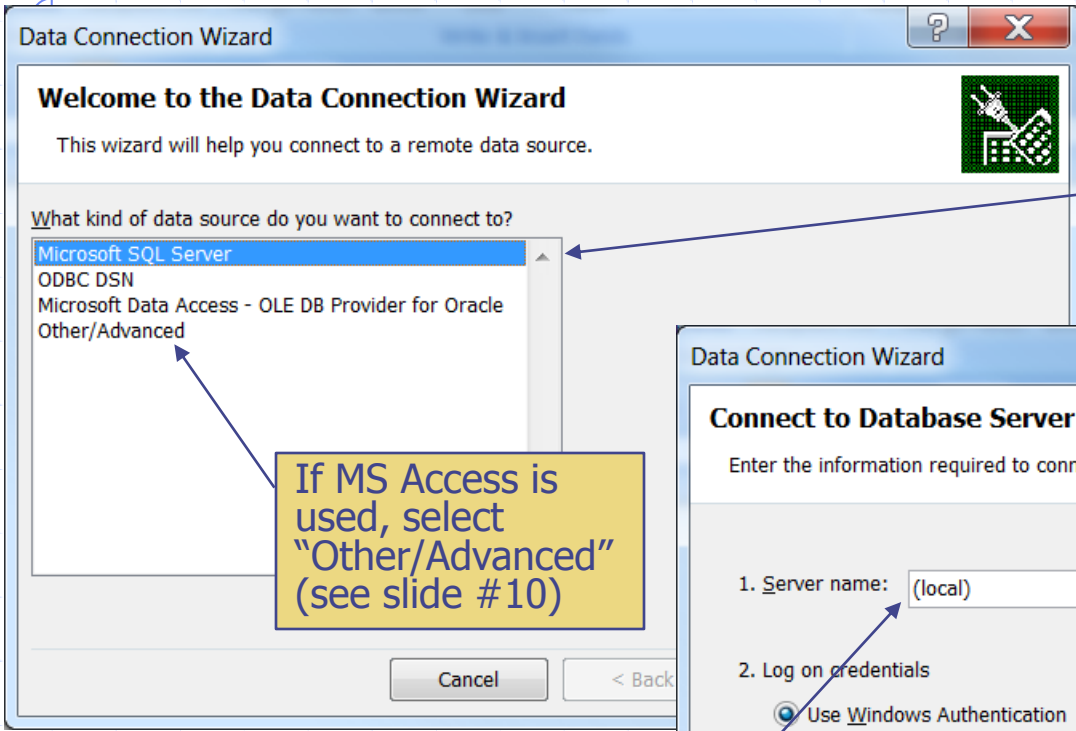 Data Connection Wizard
Welcome to the Data Connection Wizard
This wizard will help you connect to a remote data source.
What kind of data source do you want to connect to?
Microsoft SQL Server
ODBC DSN
Microsoft Data Access - OLE DB Provider for Oracle
Other/Advanced
If MS Access is
used, select
“Other/Advanced”
(see slide #10)
Cancel
< Back
Data Connection Wizard
Connect to Database Server
Enter the information required to conn
1. Server name:
(local)
2. Log on credentials
Use Windows Authentication